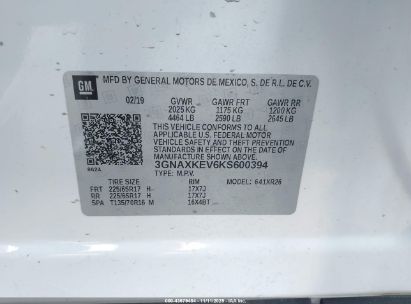 GM
MFD BY GENERAL MOTORS DE MEXICO, S. DE R.L. DE C.V.
02/19 GVWR GAWR FRT GAWR RR
2025 KG 1175 KG 1200 KG
4464 LB 2590 LB 2645 LB
THIS VEHICLE CONFORMS TO ALL
APPLICABLE U.S. FEDERAL MOTOR
VEHICLE SAFETY AND THEFT PREVENTION
STANDARDS IN EFFECT ON THE DATE OF
MANUFACTURE SHOWN ABOVE.
3GNAXKEV6KS600394
TYPE: M.P.V. MODEL: 641XR26
TIRE SIZE RIM
FRT 225/65R17 H 17X7J
RR 225/65R17 H 17X7J
SPA T135/70R16 M 16X4BT